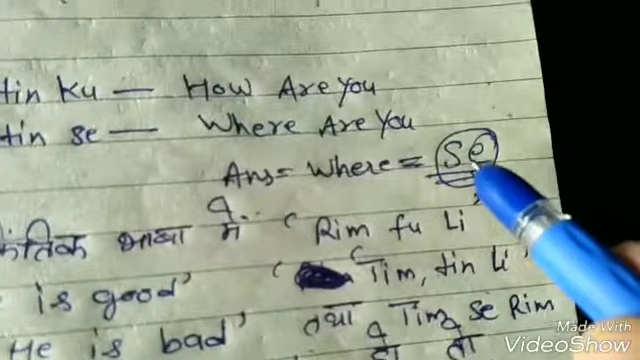 tin Ku — How Are you
tin se — Where Are you
Ans = Where = se
भाषा में ' Rim fu Li '
is good' ' Tim, tin Li '
He is bad' तथा Tim se Rim
Made With
VideoShow